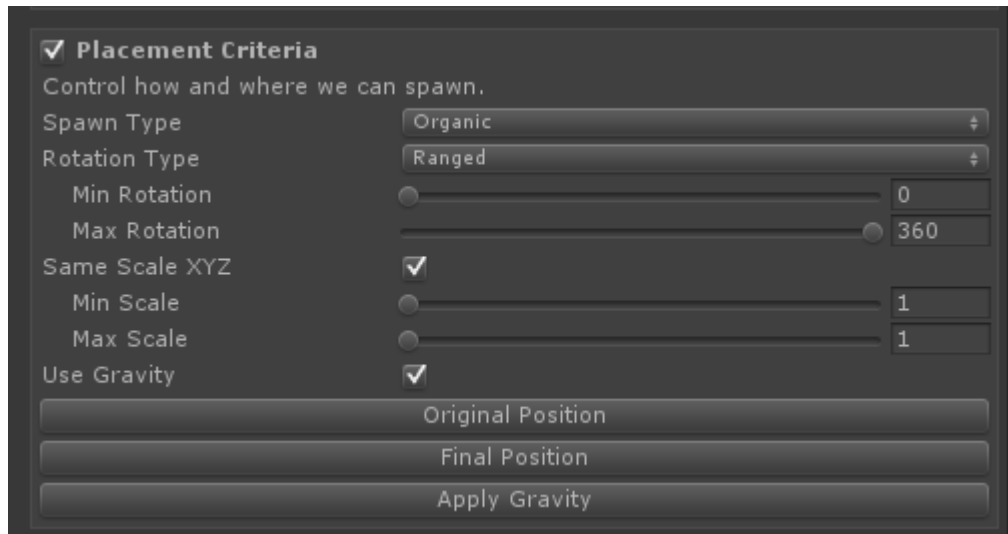 Placement Criteria
Control how and where we can spawn.
Spawn Type Organic
Rotation Type Ranged
Min Rotation 0
Max Rotation 360
Same Scale XYZ
Min Scale 1
Max Scale 1
Use Gravity
Original Position
Final Position
Apply Gravity